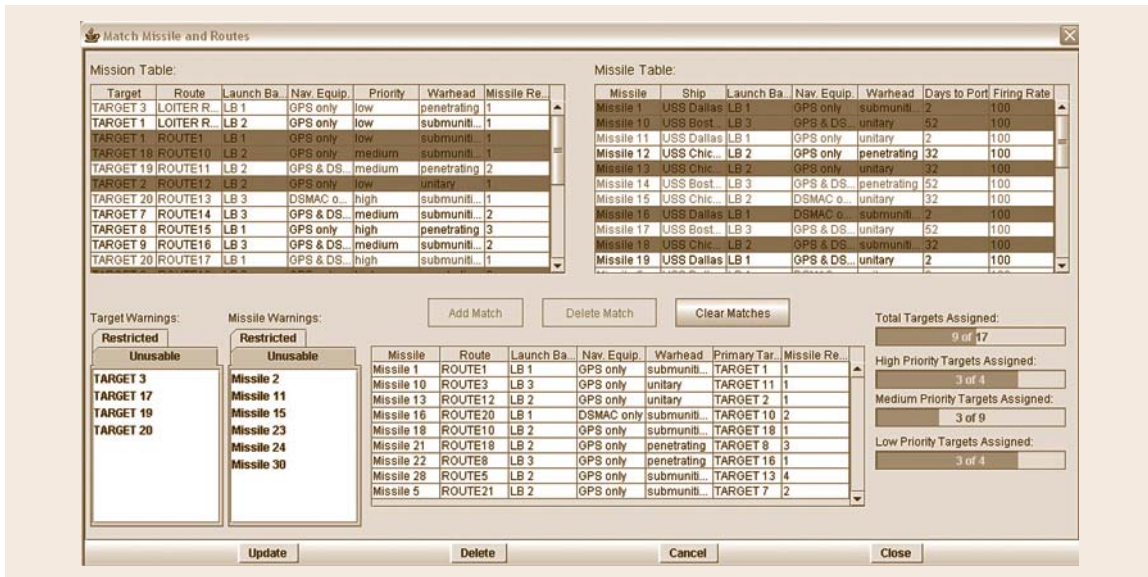 Match Missile and Routes
Mission Table:
Target Route Launch Ba... Nav. Equip. Priority Warhead Missile Re...
TARGET 3 LOITER R... LB 1 GPS only low penetrating 1
TARGET 1 LOITER R... LB 2 GPS only low submuniti... 1
TARGET 1 ROUTE1 LB 1 GPS only low submuniti... 1
TARGET 18 ROUTE10 LB 2 GPS only medium submuniti... 1
TARGET 19 ROUTE11 LB 2 GPS & DS... medium penetrating 2
TARGET 2 ROUTE12 LB 2 GPS only low unitary 1
TARGET 20 ROUTE13 LB 3 DSMAC o... high submuniti... 1
TARGET 7 ROUTE14 LB 3 GPS & DS... medium submuniti... 2
TARGET 8 ROUTE15 LB 1 GPS only high penetrating 3
TARGET 9 ROUTE16 LB 3 GPS & DS... medium submuniti... 2
TARGET 20 ROUTE17 LB 1 GPS & DS... high submuniti... 1
Missile Table:
Missile Ship Launch Ba... Nav. Equip. Warhead Days to Port Firing Rate
Missile 1 USS Dallas LB 1 GPS only submuniti... 2 100
Missile 10 USS Bost... LB 3 GPS & DS... unitary 52 100
Missile 11 USS Dallas LB 1 GPS only unitary 2 100
Missile 12 USS Chic... LB 2 GPS only penetrating 32 100
Missile 13 USS Chic... LB 2 GPS only unitary 32 100
Missile 14 USS Bost... LB 3 GPS & DS... penetrating 52 100
Missile 15 USS Chic... LB 2 DSMAC o... unitary 32 100
Missile 16 USS Dallas LB 1 DSMAC o... submuniti... 2 100
Missile 17 USS Bost... LB 3 GPS & DS... unitary 52 100
Missile 18 USS Chic... LB 2 GPS & DS... submuniti... 32 100
Missile 19 USS Dallas LB 1 GPS & DS... unitary 2 100
Add Match Delete Match Clear Matches
Target Warnings:
Restricted
Unusable
TARGET 3
TARGET 17
TARGET 19
TARGET 20
Missile Warnings:
Restricted
Unusable
Missile 2
Missile 11
Missile 15
Missile 23
Missile 24
Missile 30
Missile Route Launch Ba... Nav. Equip. Warhead Primary Tar... Missile Re...
Missile 1 ROUTE1 LB 1 GPS only submuniti... TARGET 1 1
Missile 10 ROUTE3 LB 3 GPS only unitary TARGET 11 1
Missile 13 ROUTE12 LB 2 GPS only unitary TARGET 2 1
Missile 16 ROUTE20 LB 1 DSMAC only submuniti... TARGET 10 2
Missile 18 ROUTE10 LB 2 GPS only submuniti... TARGET 18 1
Missile 21 ROUTE18 LB 2 GPS only penetrating TARGET 8 3
Missile 22 ROUTE8 LB 3 GPS only penetrating TARGET 16 1
Missile 28 ROUTE5 LB 2 GPS only submuniti... TARGET 13 4
Missile 5 ROUTE21 LB 2 GPS only submuniti... TARGET 7 2
Total Targets Assigned:
9 of 17
High Priority Targets Assigned:
3 of 4
Medium Priority Targets Assigned:
3 of 9
Low Priority Targets Assigned:
3 of 4
Update Delete Cancel Close